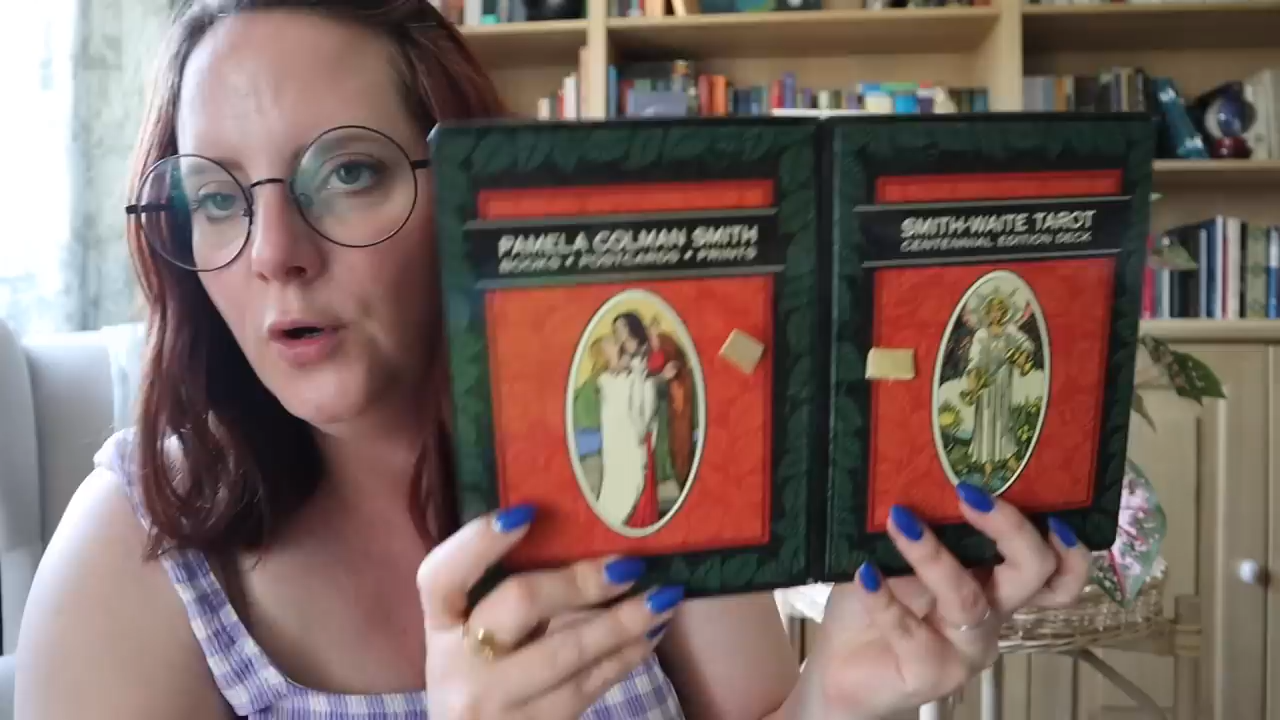 PAMELA COLMAN SMITH
BOOKS • POSTCARDS • PRINTS
SMITH-WAITE TAROT
CENTENNIAL EDITION DECK